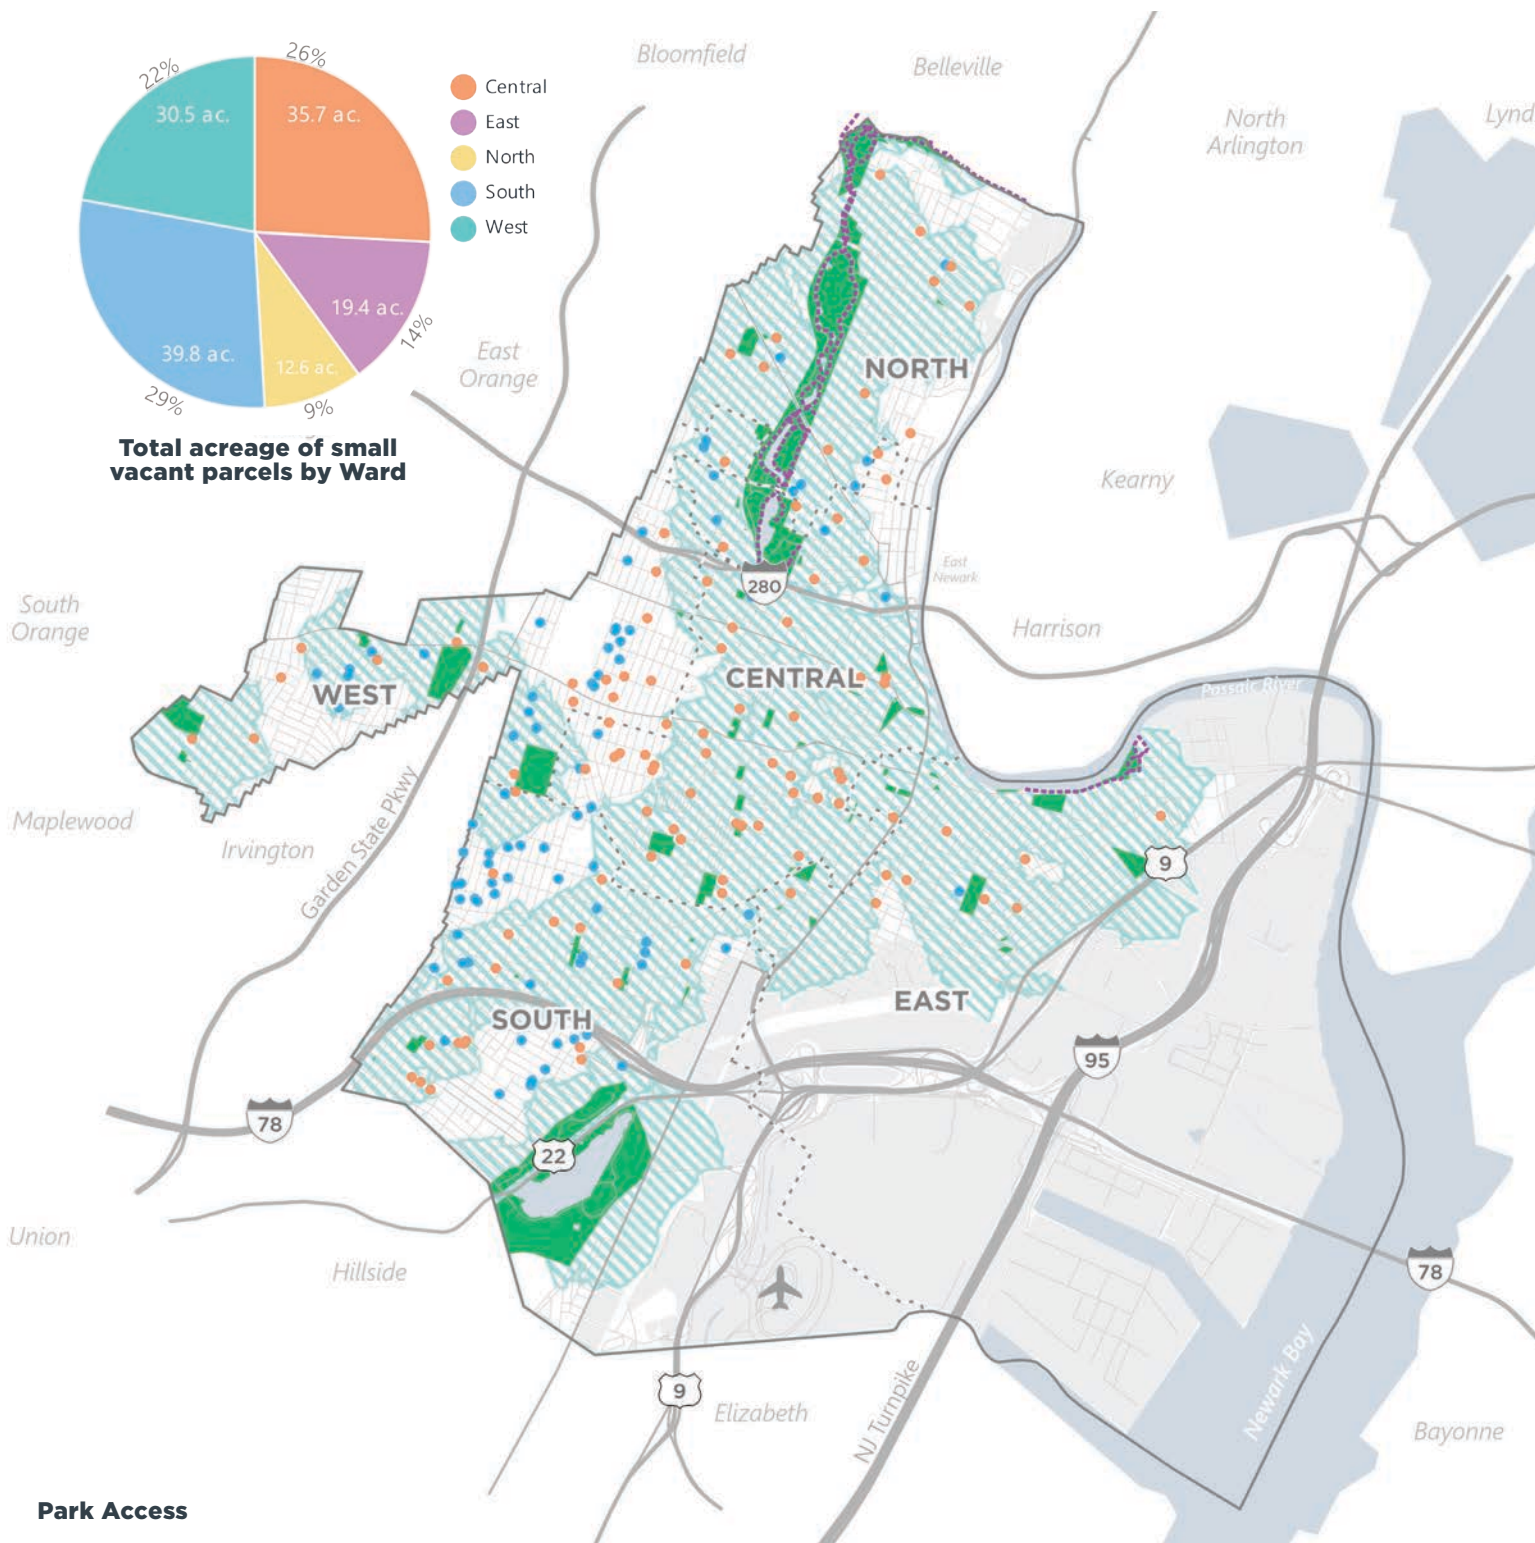 26%
22%
30.5 ac.
35.7 ac.
19.4 ac.
14%
39.8 ac.
12.6 ac.
29%
9%
Total acreage of small
vacant parcels by Ward
Central
East
North
South
West
Bloomfield
Belleville
North
Arlington
Lynd
East
Orange
NORTH
Kearny
280
East
Newark
South
Orange
Harrison
WEST
CENTRAL
Passaic River
Maplewood
Irvington
Garden State Pkwy
9
EAST
SOUTH
95
78
22
Union
Hillside
78
9
Elizabeth
NJ Turnpike
Newark Bay
Bayonne
Park Access